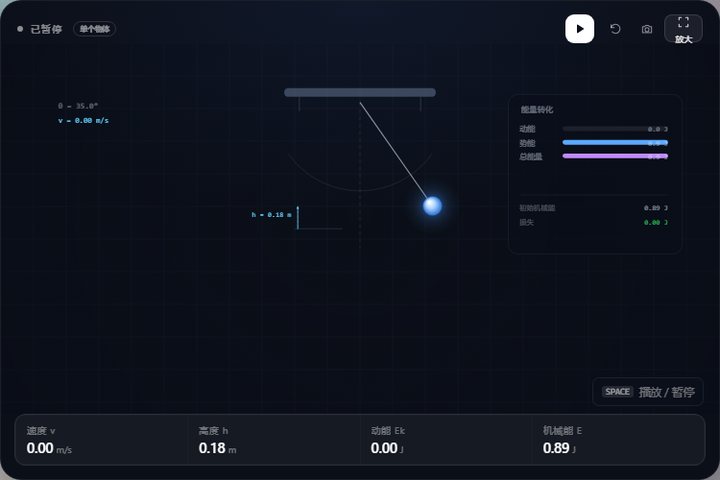 已暂停 单个物体
放大
θ = 35.0°
v = 0.00 m/s
h = 0.18 m
能量转化
动能 0.0 J
势能
总能量
初始机械能 0.89 J
损失 0.00 J
SPACE 播放 / 暂停
速度 v
0.00 m/s
高度 h
0.18 m
动能 Ek
0.00 J
机械能 E
0.89 J